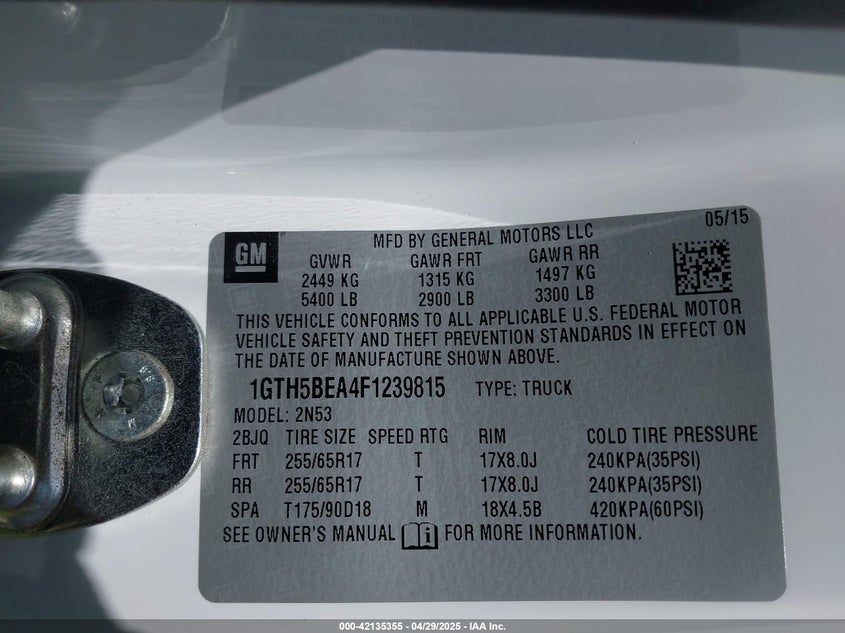 GM
MFD BY GENERAL MOTORS LLC
05/15
GVWR GAWR FRT GAWR RR
2449 KG 1315 KG 1497 KG
5400 LB 2900 LB 3300 LB
THIS VEHICLE CONFORMS TO ALL APPLICABLE U.S. FEDERAL MOTOR
VEHICLE SAFETY AND THEFT PREVENTION STANDARDS IN EFFECT ON
THE DATE OF MANUFACTURE SHOWN ABOVE.
1GTH5BEA4F1239815 TYPE: TRUCK
MODEL: 2N53
2BJQ TIRE SIZE SPEED RTG RIM COLD TIRE PRESSURE
FRT 255/65R17 T 17X8.0J 240KPA(35PSI)
RR 255/65R17 T 17X8.0J 240KPA(35PSI)
SPA T175/90D18 M 18X4.5B 420KPA(60PSI)
SEE OWNER'S MANUAL FOR MORE INFORMATION.
000-42135355 - 04/29/2025 - IAA Inc.